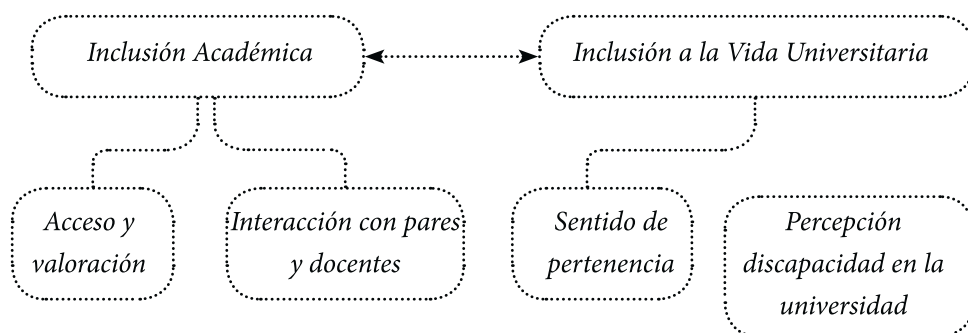 Inclusión Académica
Inclusión a la Vida Universitaria
Acceso y
valoración
Interacción con pares
y docentes
Sentido de
pertenencia
Percepción
discapacidad en la
universidad